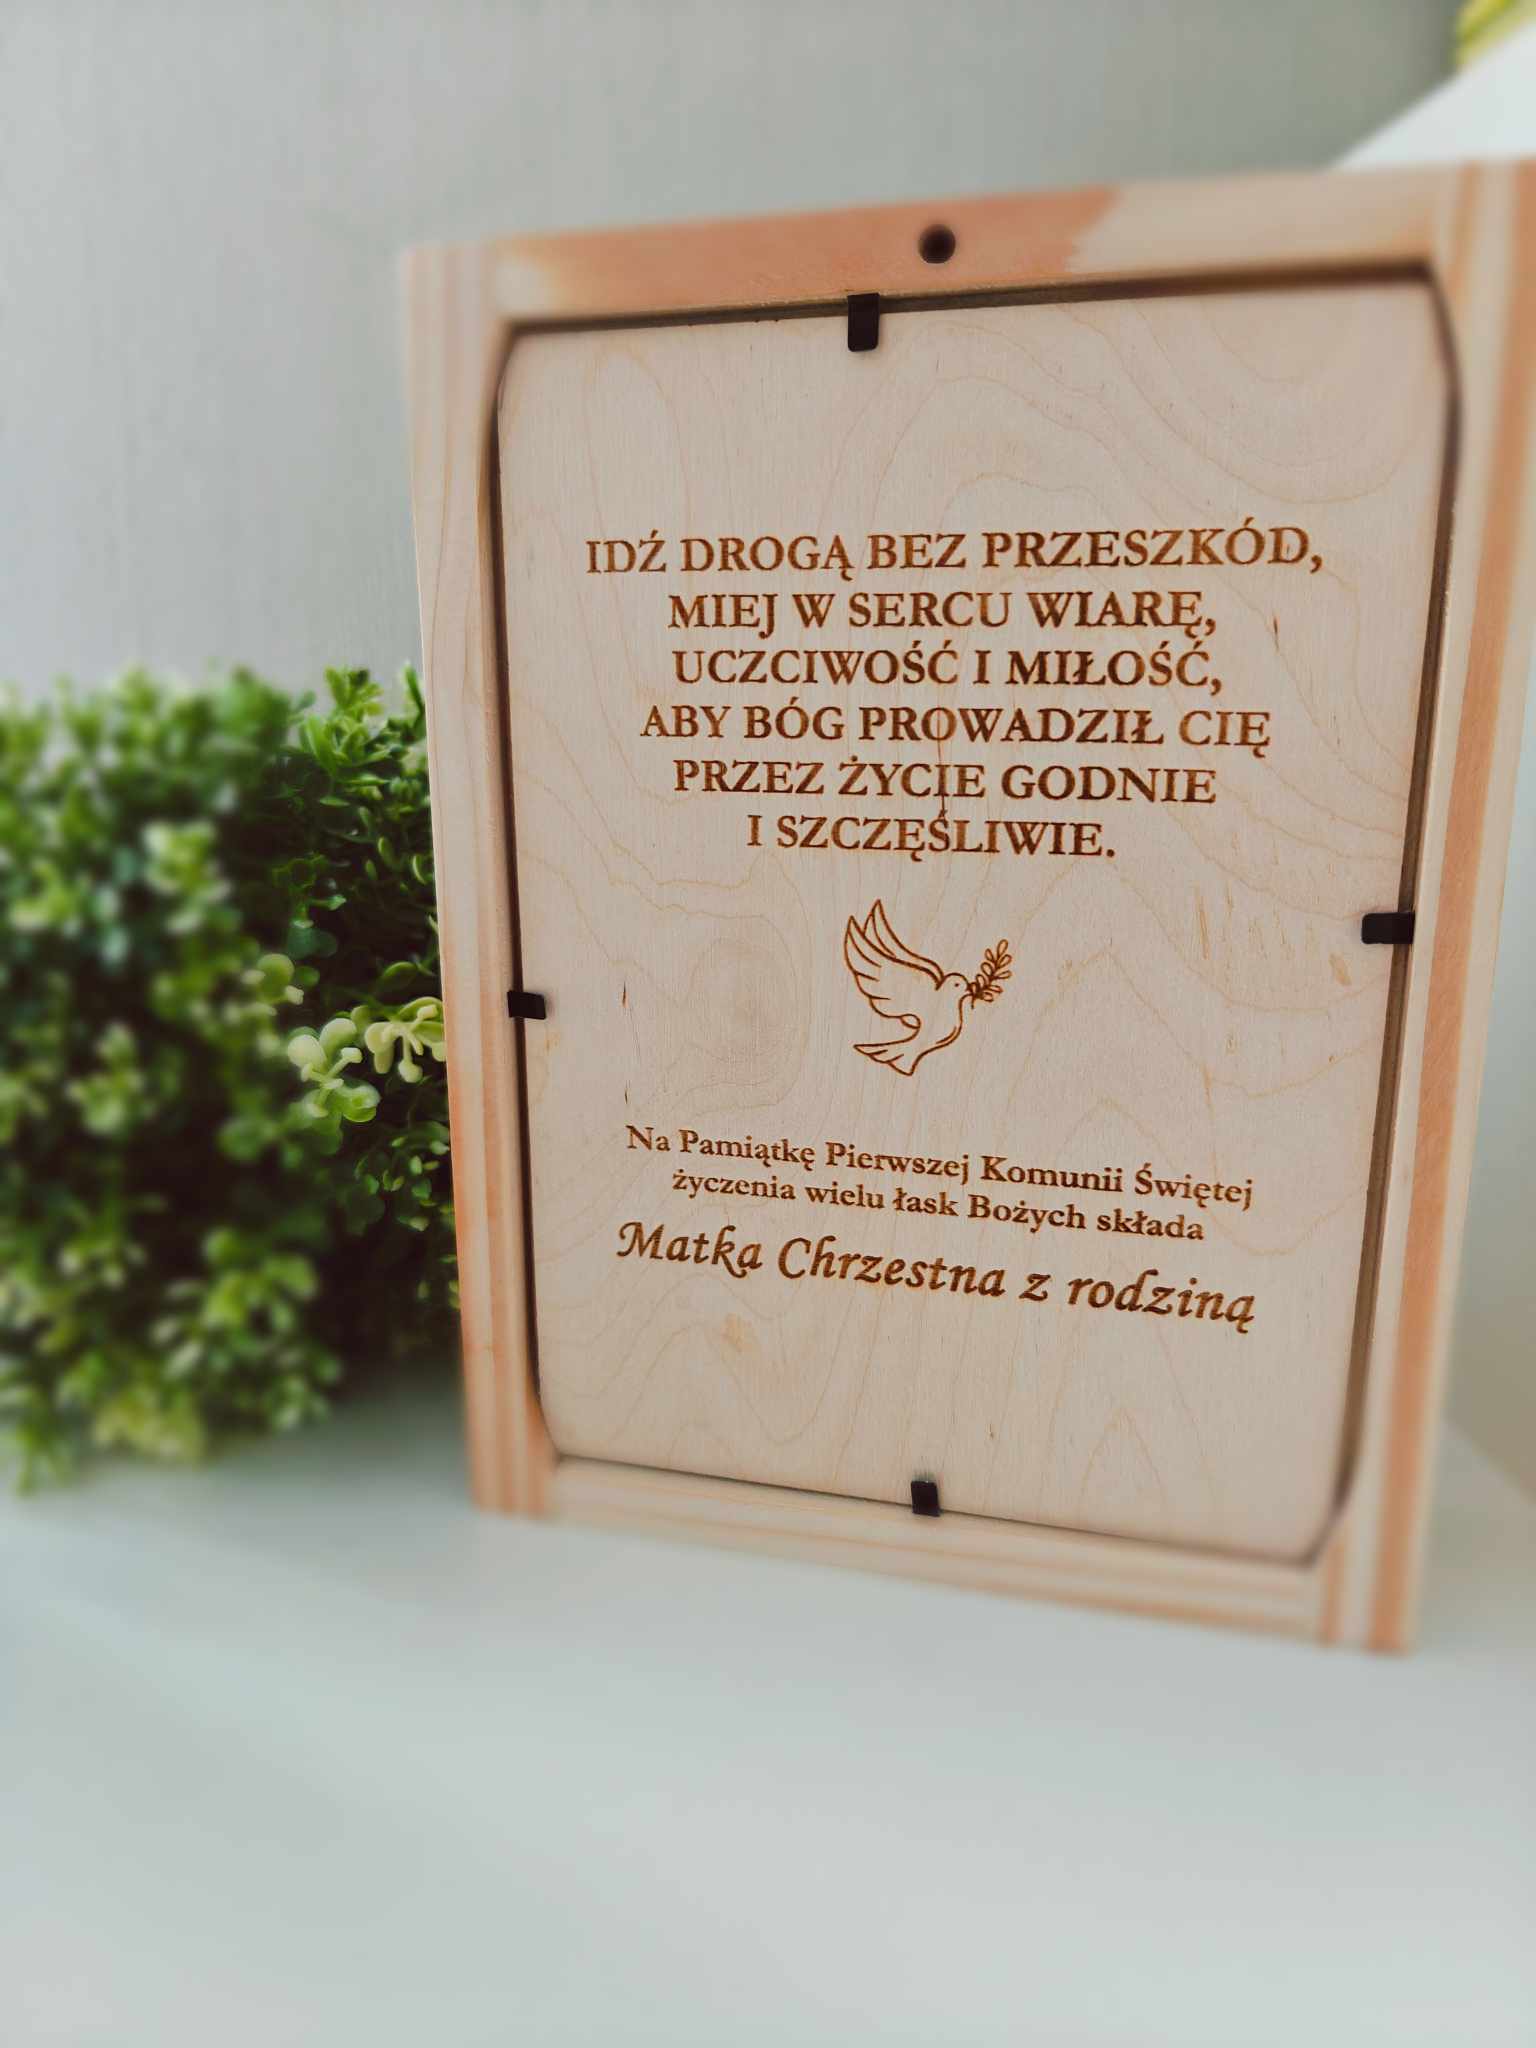 IDŹ DROGĄ BEZ PRZESZKÓD,
MIEJ W SERCU WIARĘ,
UCZCIWOŚĆ I MIŁOŚĆ,
ABY BÓG PROWADZIŁ CIĘ
PRZEZ ŻYCIE GODNIE
I SZCZĘŚLIWIE.
Na Pamiątkę Pierwszej Komunii Świętej
życzenia wielu łask Bożych składa
Matka Chrzestna z rodziną